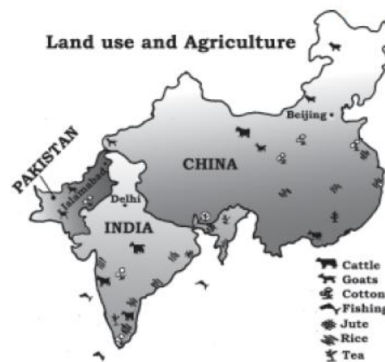 Land use and Agriculture
Beijing
CHINA
PAKISTAN
Islamabad
Delhi
INDIA
Cattle
Goats
Cotton
Fishing
Jute
Rice
Tea